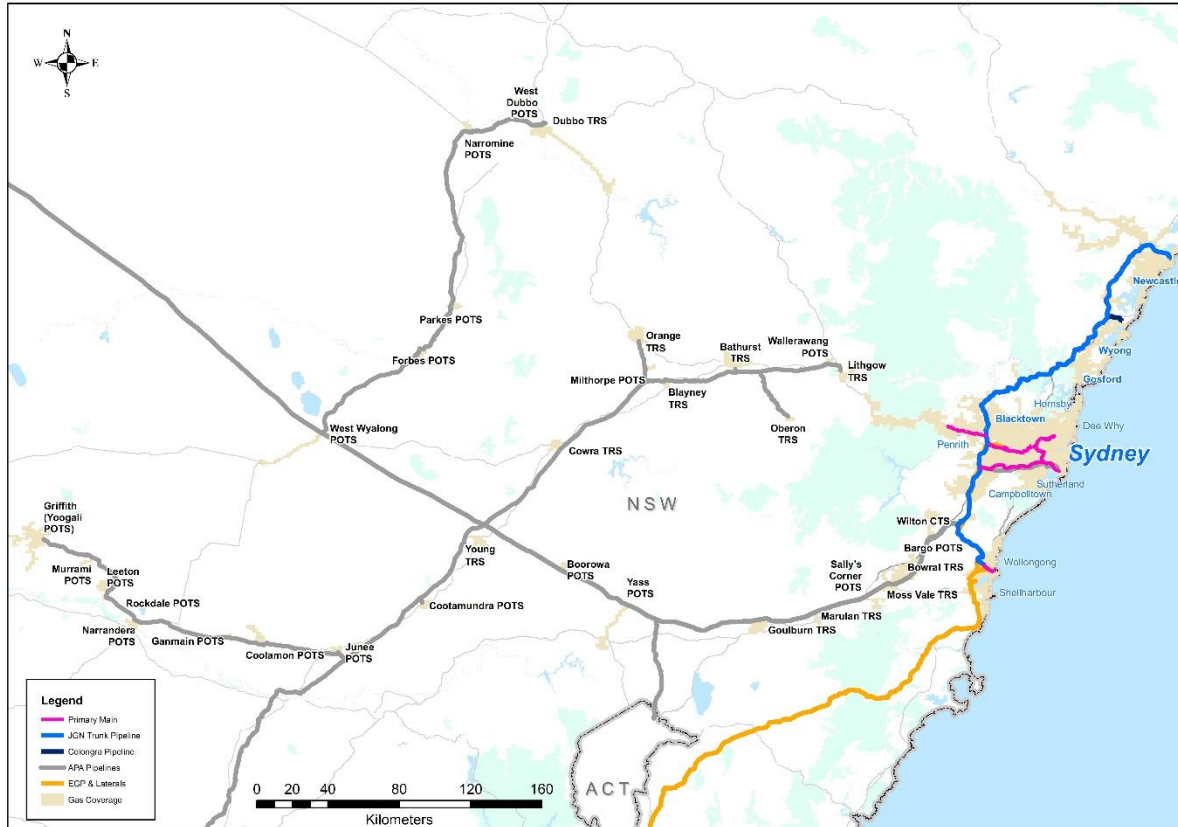 N
W E
S
West
Dubbo
POTS
Dubbo TRS
Narromine
POTS
Parkes POTS
Forbes POTS
West Wyalong
POTS
Orange
TRS
Milthorpe POTS
Blayney
TRS
Bathurst
TRS
Wallerawang
POTS
Lithgow
TRS
Oberon
TRS
Cowra TRS
Newcastle
Wyong
Gosford
Hornsby
Dee Why
Blacktown
Penrith
Sydney
Sutherland
Campbelltown
NSW
Griffith
(Yoogali
POTS)
Murrami
POTS
Leeton
POTS
Rockdale POTS
Narrandera
POTS
Ganmain POTS
Coolamon POTS
Junee
POTS
Cootamundra POTS
Young
TRS
Boorowa
POTS
Yass
POTS
Goulburn TRS
Marulan TRS
Sally's
Corner
POTS
Moss Vale TRS
Bowral TRS
Bargo POTS
Wilton CTS
Wollongong
Shellharbour
ACT
Legend
Primary Main
JGN Trunk Pipeline
Colongra Pipeline
APA Pipelines
EGP & Laterals
Gas Coverage
0 10 20 40 80 120 160
Kilometers